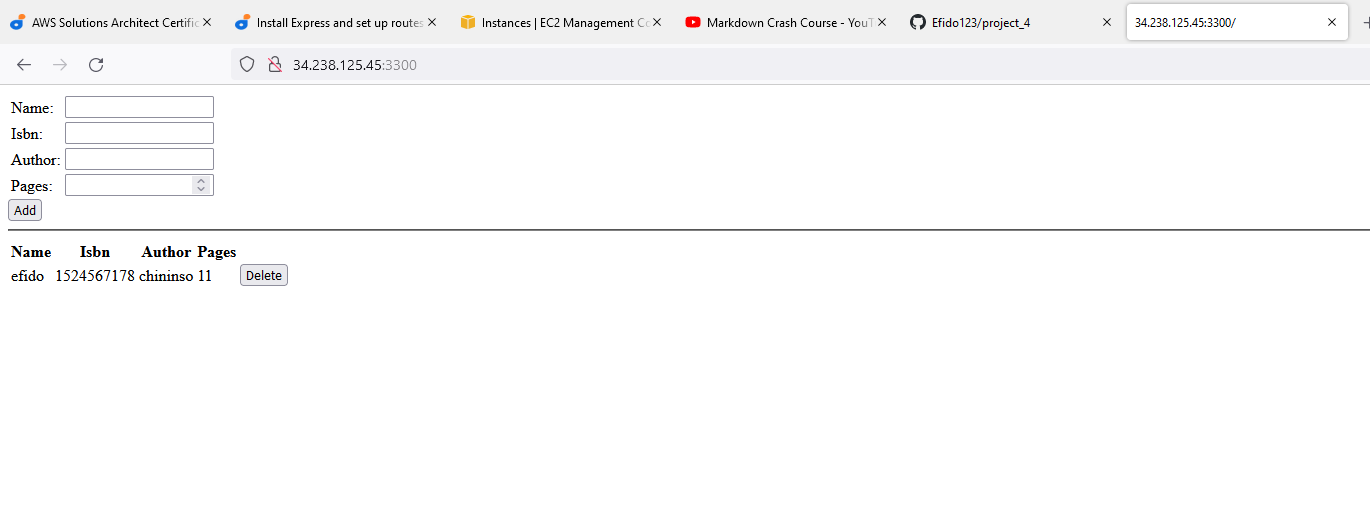 AWS Solutions Architect Certific
Install Express and set up routes
Instances | EC2 Management Co
Markdown Crash Course - YouT
Efido123/project_4
34.238.125.45:3300/
34.238.125.45:3300
Name:
Isbn:
Author:
Pages:
Add
Name Isbn Author Pages
efido 1524567178 chininso 11 Delete